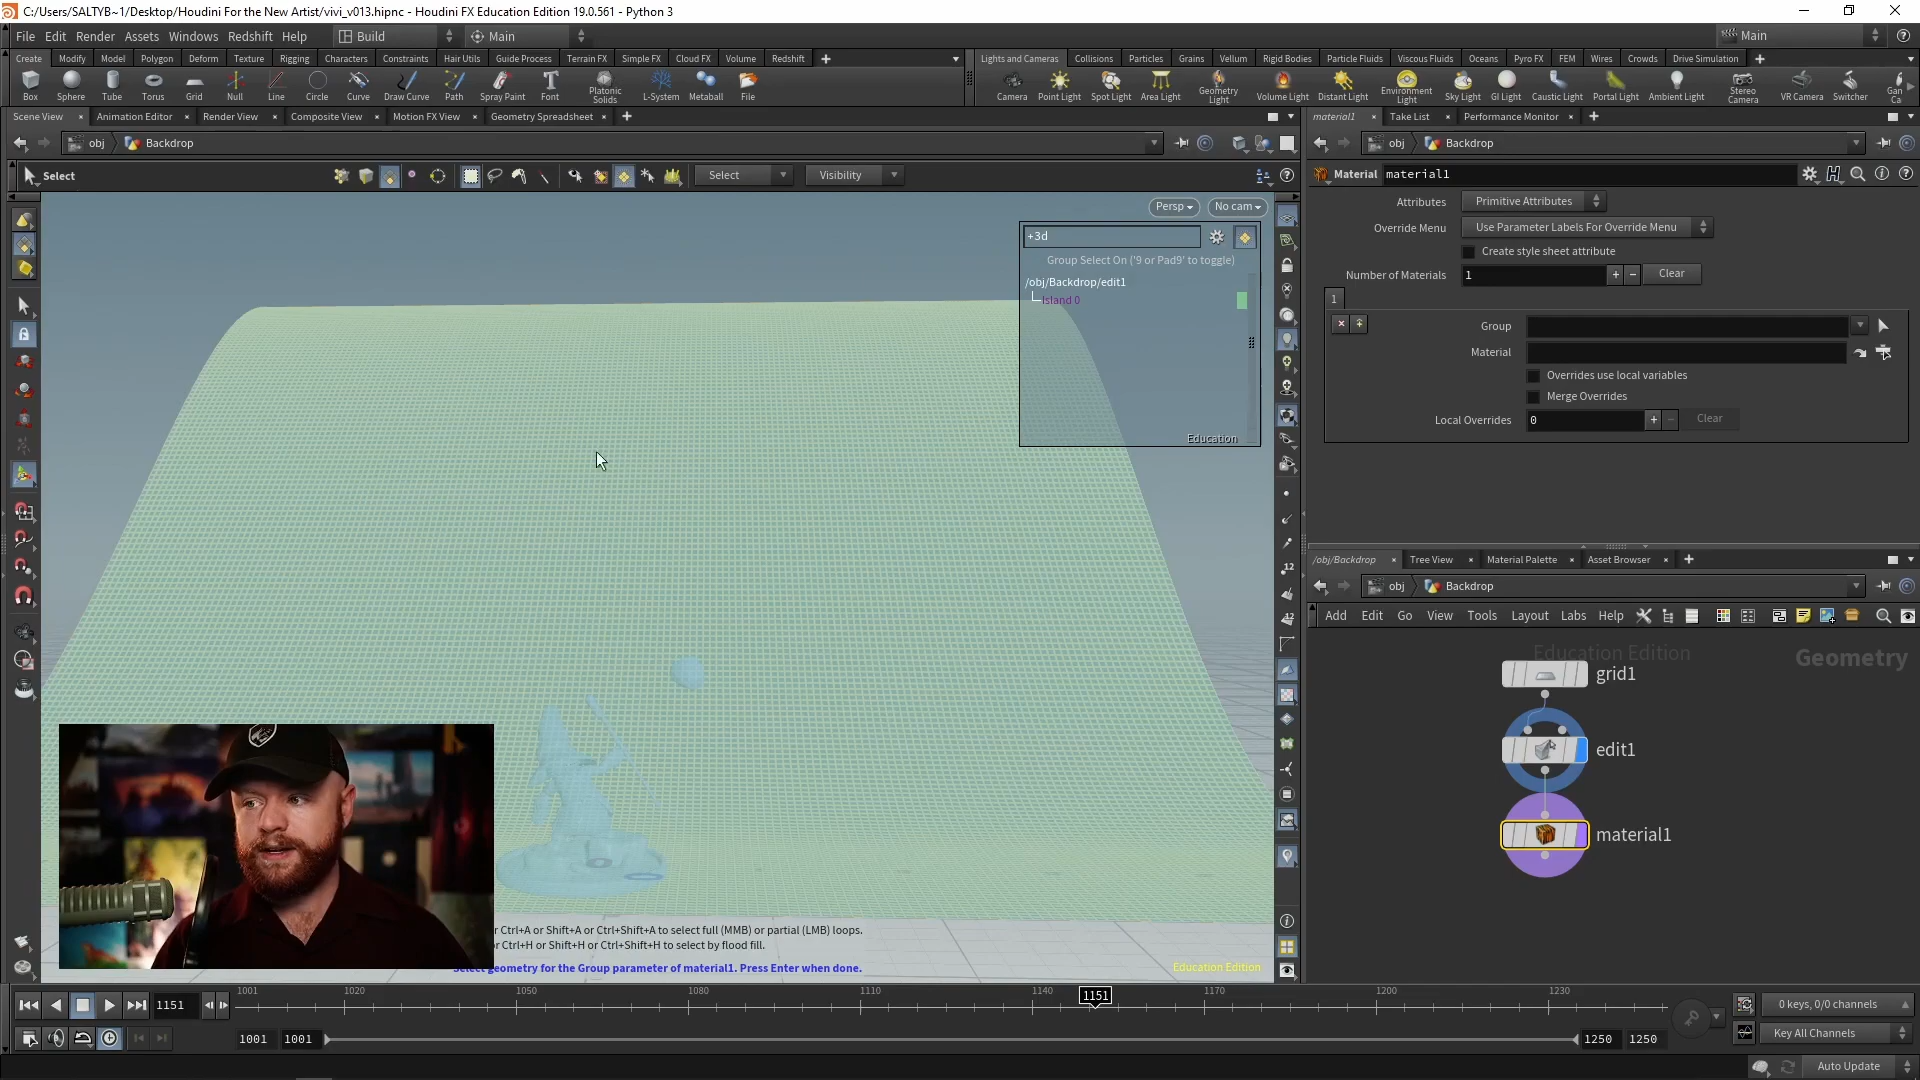 C:/Users/SALTYB~1/Desktop/Houdini For the New Artist/vivi_v013.hipnc - Houdini FX Education Edition 19.0.561 - Python 3
File Edit Render Assets Windows Redshift Help Build Main Main
Create Modify Model Polygon Deform Texture Rigging Characters Constraints Hair Utils Guide Process Terrain FX Simple FX Cloud FX Volume Redshift
Lights and Cameras Collisions Particles Grains Vellum Rigid Bodies Particle Fluids Viscous Fluids Oceans Pyro FX FEM Wires Crowds Drive Simulation
Box Sphere Tube Torus Grid Null Line Circle Curve Draw Curve Path Spray Paint Font Platonic Solids L-System Metaball File
Camera Point Light Spot Light Area Light Geometry Light Volume Light Distant Light Environment Light Sky Light GI Light Caustic Light Portal Light Ambient Light Stereo Camera VR Camera Switcher Gan Ca
Scene View Animation Editor Render View Composite View Motion FX View Geometry Spreadsheet
material1 Take List Performance Monitor
obj Backdrop
obj Backdrop
Select
Select Visibility
Material material1
Persp No cam
Attributes Primitive Attributes
Override Menu Use Parameter Labels For Override Menu
Create style sheet attribute
Number of Materials 1 Clear
1
Group
Material
Overrides use local variables
Merge Overrides
Local Overrides 0 Clear
+3d
Group Select On ('9 or Pad9' to toggle)
/obj/Backdrop/edit1
Island 0
Education
/obj/Backdrop Tree View Material Palette Asset Browser
obj Backdrop
Add Edit Go View Tools Layout Labs Help
Education Edition
Geometry
grid1
edit1
material1
r Ctrl+A or Shift+A or Ctrl+Shift+A to select full (MMB) or partial (LMB) loops.
r Ctrl+H or Shift+H or Ctrl+Shift+H to select by flood fill.
Select geometry for the Group parameter of material1. Press Enter when done.
Education Edition
1151 1001 1020 1050 1080 1110 1140 1151 1170 1200 1230
0 keys, 0/0 channels
1001 1001 1250 1250
Key All Channels
Auto Update